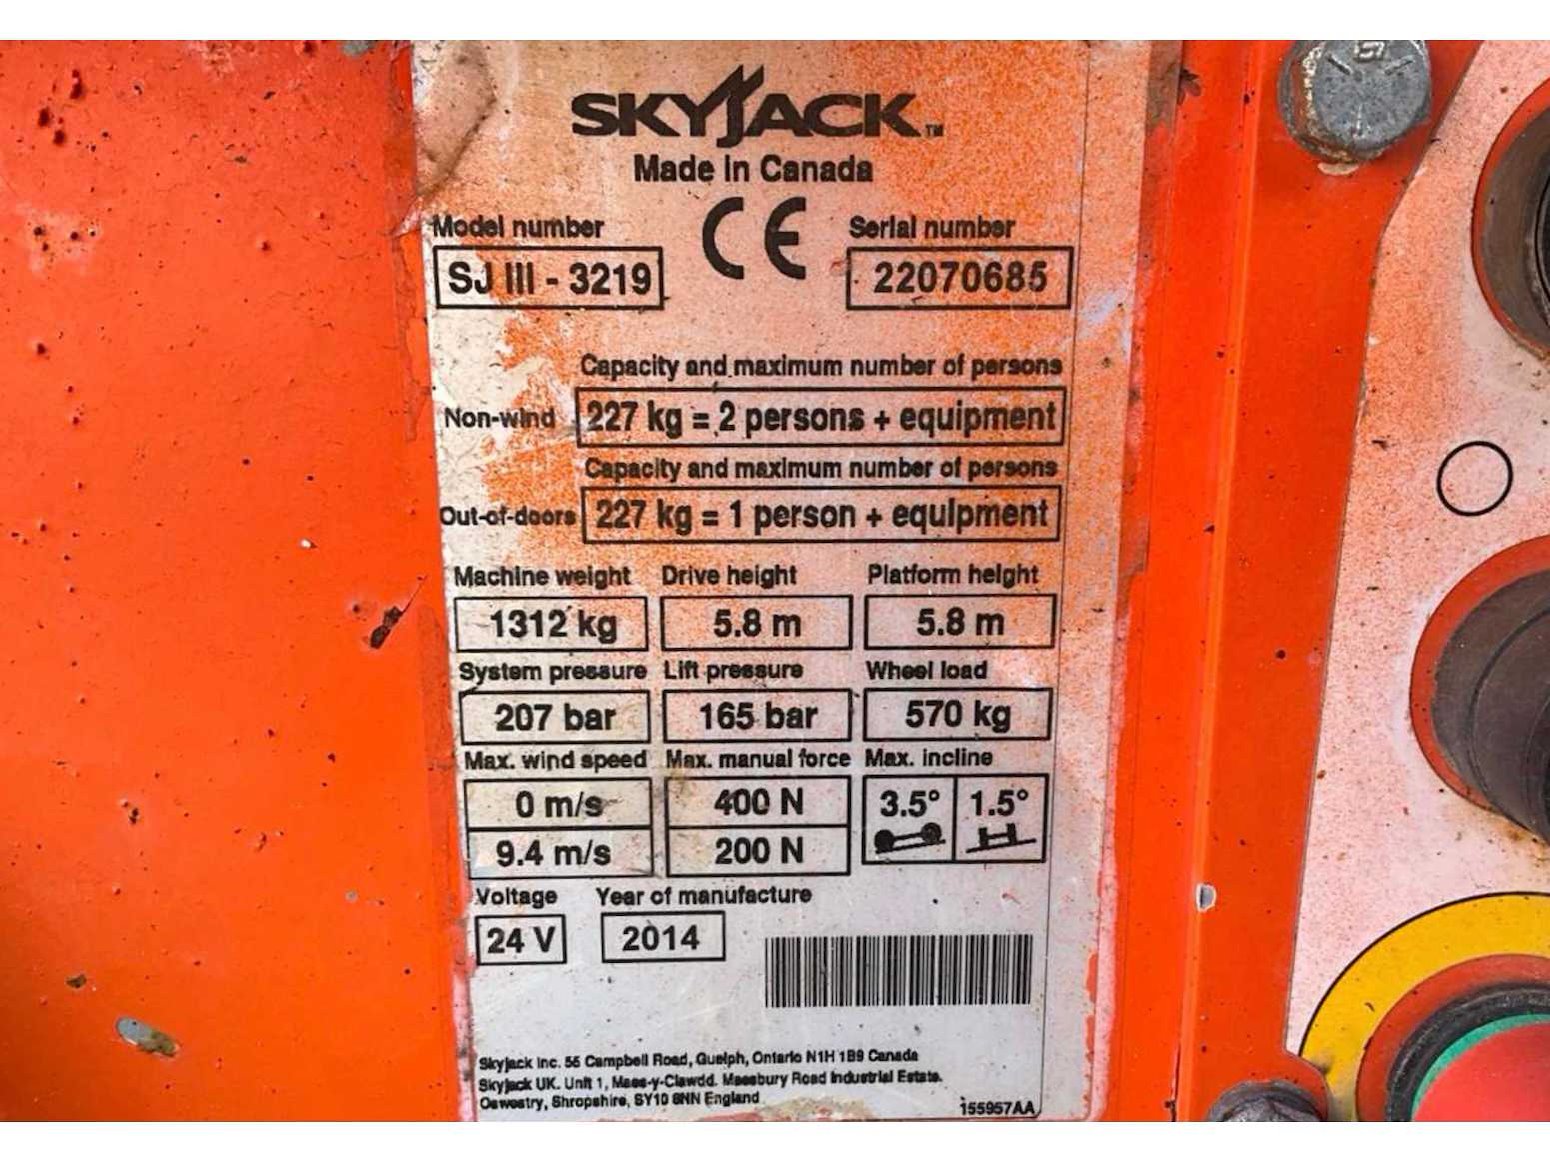 SKYJACK TM
Made In Canada
CE
Model number Serial number
SJ III - 3219 22070685
Capacity and maximum number of persons
Non-wind 227 kg = 2 persons + equipment
Capacity and maximum number of persons
Out-of-doors 227 kg = 1 person + equipment
Machine weight Drive height Platform height
1312 kg 5.8 m 5.8 m
System pressure Lift pressure Wheel load
207 bar 165 bar 570 kg
Max. wind speed Max. manual force Max. incline
0 m/s 400 N 3.5° 1.5°
9.4 m/s 200 N
Voltage Year of manufacture
24 V 2014
Skyjack Inc. 55 Campbell Road, Guelph, Ontario N1H 1B9 Canada
Skyjack UK. Unit 1, Maes-y-Clawdd. Maesbury Road Industrial Estate.
Oswestry, Shropshire, SY10 8NN England
155957AA